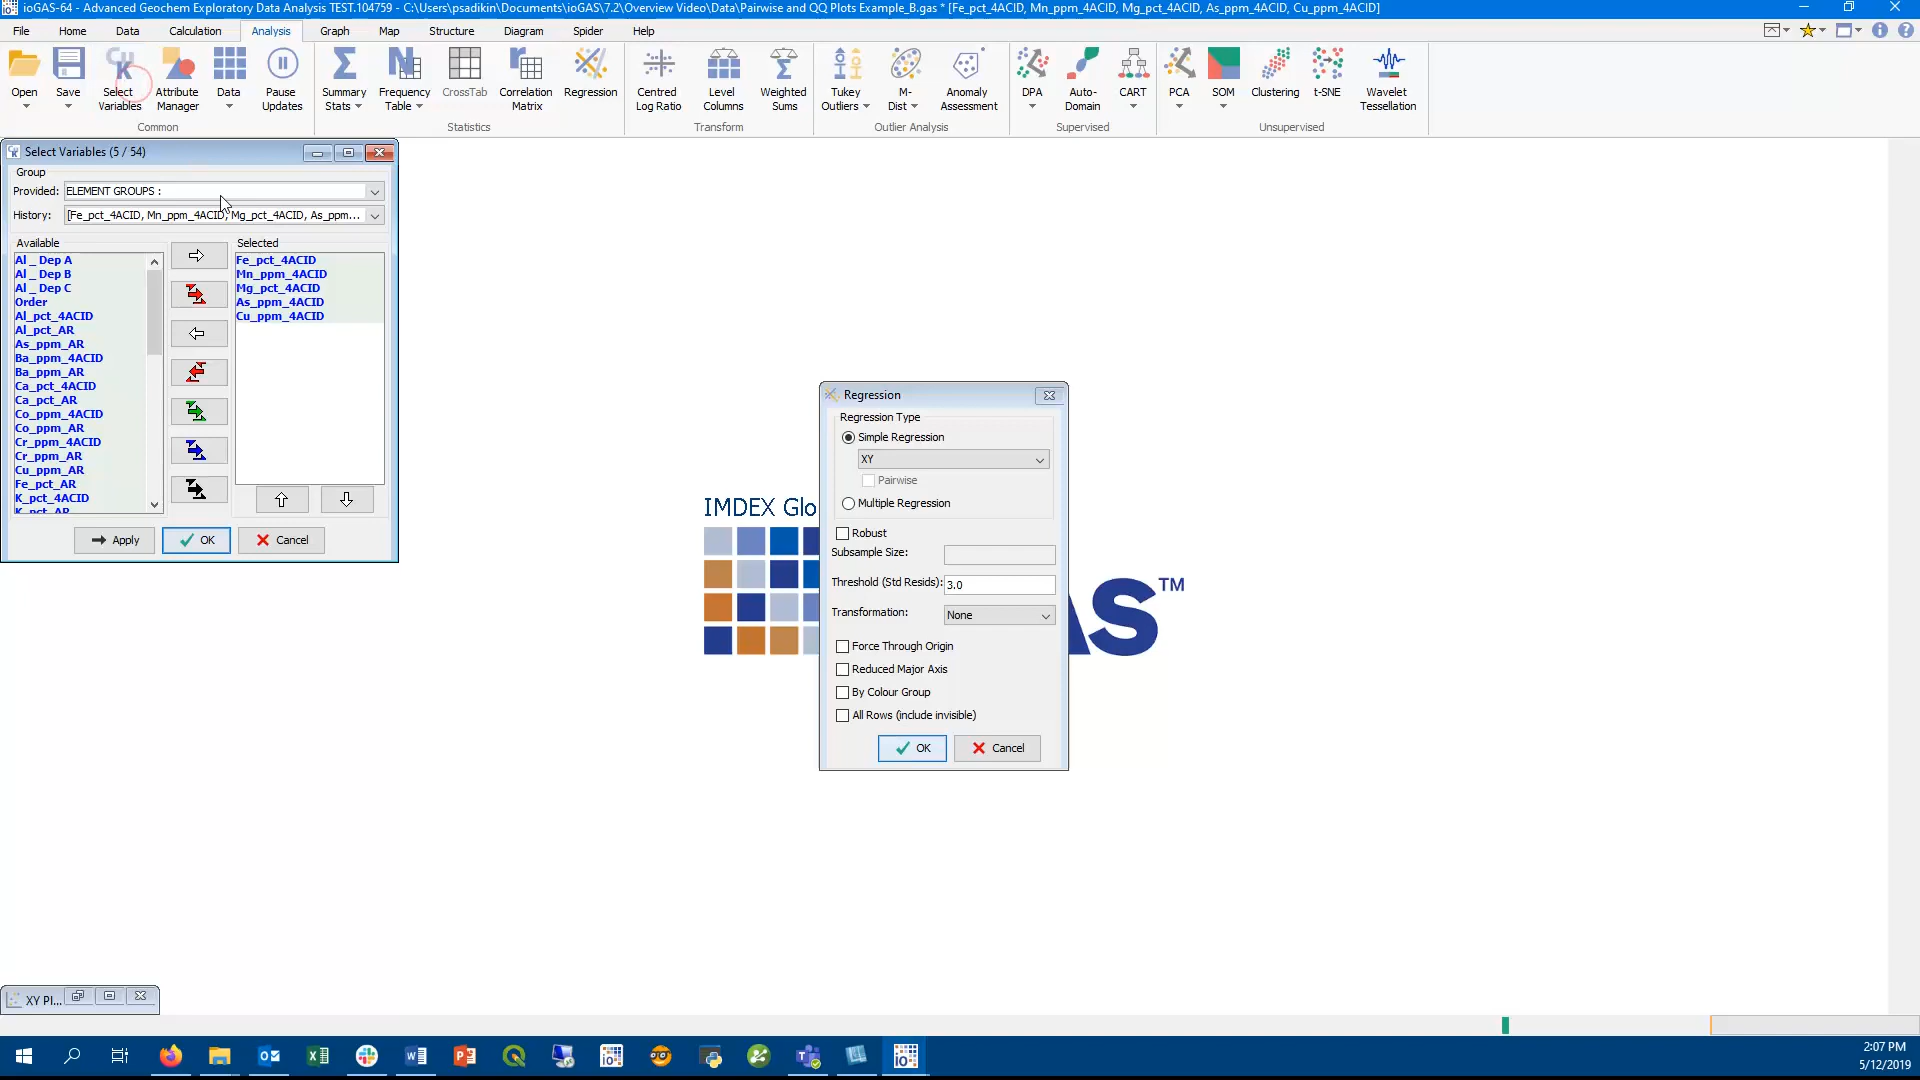 ioGAS-64 - Advanced Geochem Exploratory Data Analysis TEST.104759 - C:\Users\psadikin\Documents\ioGAS\7.2\Overview Video\Data\Pairwise and QQ Plots Example_B.gas * [Fe_pct_4ACID, Mn_ppm_4ACID, Mg_pct_4ACID, As_ppm_4ACID, Cu_ppm_4ACID]
File Home Data Calculation Analysis Graph Map Structure Diagram Spider Help
Open Save Select Variables Attribute Manager Data Pause Updates Summary Stats Frequency Table CrossTab Correlation Matrix Regression Centred Log Ratio Level Columns Weighted Sums Tukey Outliers M-Dist Anomaly Assessment DPA Auto-Domain CART PCA SOM Clustering t-SNE Wavelet Tessellation
Common Statistics Transform Outlier Analysis Supervised Unsupervised
Select Variables (5 / 54)
Group
Provided: ELEMENT GROUPS :
History: [Fe_pct_4ACID, Mn_ppm_4ACID, Mg_pct_4ACID, As_ppm...
Available Selected
Al _ Dep A Fe_pct_4ACID
Al _ Dep B Mn_ppm_4ACID
Al _ Dep C Mg_pct_4ACID
Order As_ppm_4ACID
Al_pct_4ACID Cu_ppm_4ACID
Al_pct_AR
As_ppm_AR
Ba_ppm_4ACID
Ba_ppm_AR
Ca_pct_4ACID
Ca_pct_AR
Co_ppm_4ACID
Co_ppm_AR
Cr_ppm_4ACID
Cr_ppm_AR
Cu_ppm_AR
Fe_pct_AR
K_pct_4ACID
K_pct_AR
Apply OK Cancel
Regression
Regression Type
Simple Regression
XY
Pairwise
Multiple Regression
Robust
Subsample Size:
Threshold (Std Resids): 3.0
Transformation: None
Force Through Origin
Reduced Major Axis
By Colour Group
All Rows (include invisible)
OK Cancel
IMDEX Glo
AS™
XY Pl...
2:07 PM
5/12/2019